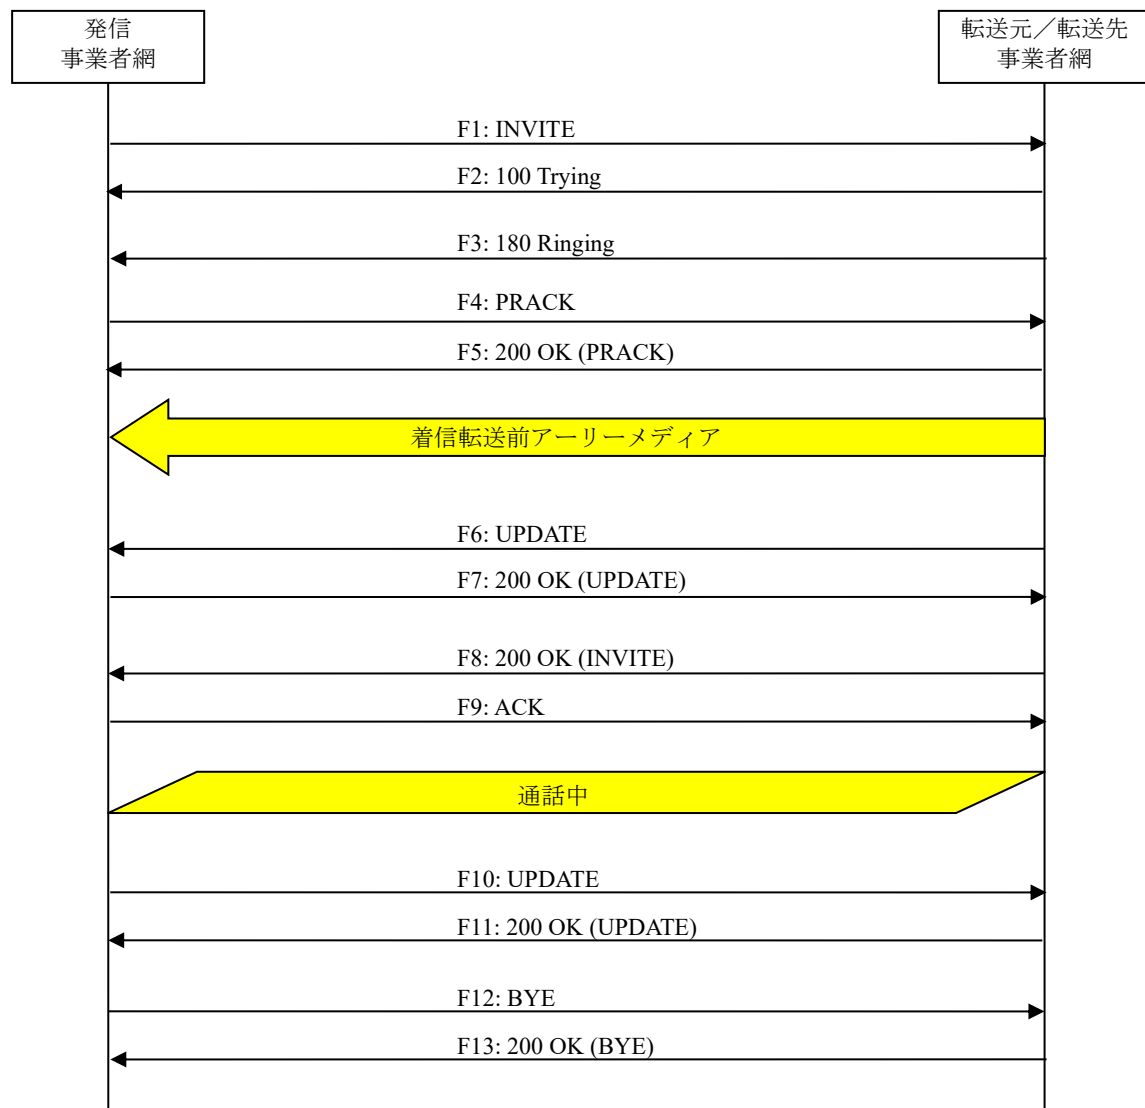 発信
事業者網
転送元／転送先
事業者網
F1: INVITE
F2: 100 Trying
F3: 180 Ringing
F4: PRACK
F5: 200 OK (PRACK)
着信転送前アーリーメディア
F6: UPDATE
F7: 200 OK (UPDATE)
F8: 200 OK (INVITE)
F9: ACK
通話中
F10: UPDATE
F11: 200 OK (UPDATE)
F12: BYE
F13: 200 OK (BYE)